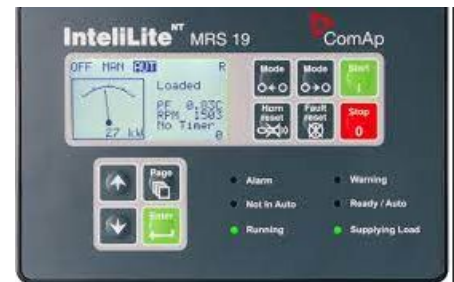 InteliLite NT MRS 19
ComAp
OFF MAN AUT R
Loaded
PF 0.83C
RPM 1503
No Timer
27 kW 0
Mode
Mode
Start
I
Horn reset
Fault reset
Stop
0
Page
Enter
Alarm
Warning
Not In Auto
Ready / Auto
Running
Supplying Load